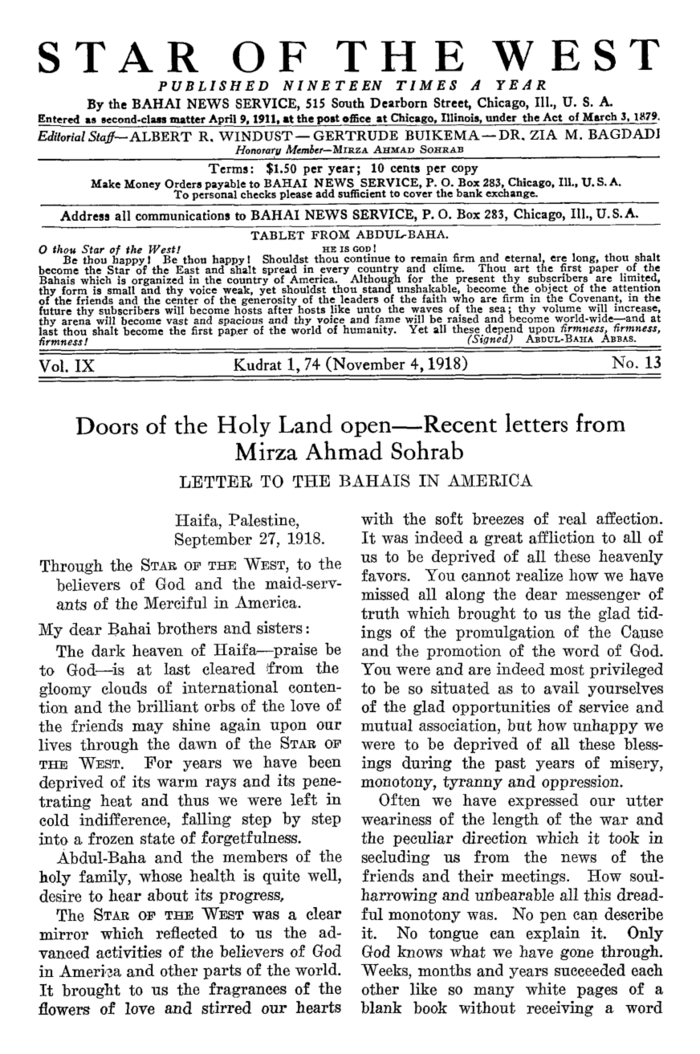 STAR OF THE WEST
PUBLISHED NINETEEN TIMES A YEAR
By the BAHAI NEWS SERVICE, 515 South Dearborn Street, Chicago, Ill., U. S. A.
Entered as second-class matter April 9, 1911, at the post office at Chicago, Illinois, under the Act of March 3, 1879.
Editorial Staff—ALBERT R. WINDUST—GERTRUDE BUIKEMA—DR. ZIA M. BAGDADI
Honorary Member—MIRZA AHMAD SOHRAB
Terms: $1.50 per year; 10 cents per copy
Make Money Orders payable to BAHAI NEWS SERVICE, P. O. Box 283, Chicago, Ill., U. S. A.
To personal checks please add sufficient to cover the bank exchange.
Address all communications to BAHAI NEWS SERVICE, P. O. Box 283, Chicago, Ill., U. S. A.
TABLET FROM ABDUL-BAHA.
O thou Star of the West! HE IS GOD!
Be thou happy! Be thou happy! Shouldst thou continue to remain firm and eternal, ere long, thou shalt
become the Star of the East and shalt spread in every country and clime. Thou art the first paper of the
Bahais which is organized in the country of America. Although for the present thy subscribers are limited,
thy form is small and thy voice weak, yet shouldst thou stand unshakable, become the object of the attention
of the friends and the center of the generosity of the leaders of the faith who are firm in the Covenant, in the
future thy subscribers will become hosts after hosts like unto the waves of the sea; thy volume will increase,
thy arena will become vast and spacious and thy voice and fame will be raised and become world-wide—and at
last thou shalt become the first paper of the world of humanity. Yet all these depend upon firmness, firmness,
firmness! (Signed) ABDUL-BAHA ABBAS.
Vol. IX Kudrat 1, 74 (November 4, 1918) No. 13
Doors of the Holy Land open—Recent letters from
Mirza Ahmad Sohrab
LETTER TO THE BAHAIS IN AMERICA
Haifa, Palestine,
September 27, 1918.
Through the STAR OF THE WEST, to the
believers of God and the maid-serv-
ants of the Merciful in America.
My dear Bahai brothers and sisters:
The dark heaven of Haifa—praise be
to God—is at last cleared from the
gloomy clouds of international conten-
tion and the brilliant orbs of the love of
the friends may shine again upon our
lives through the dawn of the STAR OF
THE WEST. For years we have been
deprived of its warm rays and its pene-
trating heat and thus we were left in
cold indifference, falling step by step
into a frozen state of forgetfulness.
Abdul-Baha and the members of the
holy family, whose health is quite well,
desire to hear about its progress,
The STAR OF THE WEST was a clear
mirror which reflected to us the ad-
vanced activities of the believers of God
in America and other parts of the world.
It brought to us the fragrances of the
flowers of love and stirred our hearts
with the soft breezes of real affection.
It was indeed a great affliction to all of
us to be deprived of all these heavenly
favors. You cannot realize how we have
missed all along the dear messenger of
truth which brought to us the glad tid-
ings of the promulgation of the Cause
and the promotion of the word of God.
You were and are indeed most privileged
to be so situated as to avail yourselves
of the glad opportunities of service and
mutual association, but how unhappy we
were to be deprived of all these bless-
ings during the past years of misery,
monotony, tyranny and oppression.
Often we have expressed our utter
weariness of the length of the war and
the peculiar direction which it took in
secluding us from the news of the
friends and their meetings. How soul-
harrowing and unbearable all this dread-
ful monotony was. No pen can describe
it. No tongue can explain it. Only
God knows what we have gone through.
Weeks, months and years succeeded each
other like so many white pages of a
blank book without receiving a word